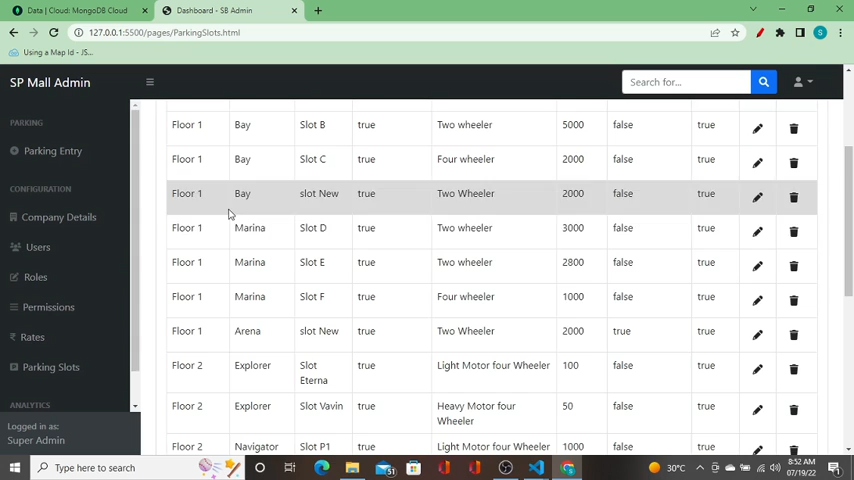 Data | Cloud: MongoDB Cloud
Dashboard - SB Admin
127.0.0.1:5500/pages/ParkingSlots.html
S
Using a Map Id - JS...
SP Mall Admin
Search for...
PARKING
Parking Entry
CONFIGURATION
Company Details
Users
Roles
Permissions
Rates
Parking Slots
ANALYTICS
Logged in as:
Super Admin
Floor 1 Bay Slot B true Two wheeler 5000 false true
Floor 1 Bay Slot C true Four wheeler 2000 false true
Floor 1 Bay slot New true Two Wheeler 2000 false true
Floor 1 Marina Slot D true Two wheeler 3000 false true
Floor 1 Marina Slot E true Two wheeler 2800 false true
Floor 1 Marina Slot F true Four wheeler 1000 false true
Floor 1 Arena slot New true Two Wheeler 2000 true true
Floor 2 Explorer Slot Eterna true Light Motor four Wheeler 100 false true
Floor 2 Explorer Slot Vavin true Heavy Motor four Wheeler 50 false true
Floor 2 Navigator Slot P1 true Light Motor four Wheeler 1000 false true
Type here to search
51
30°C
8:52 AM
07/19/22